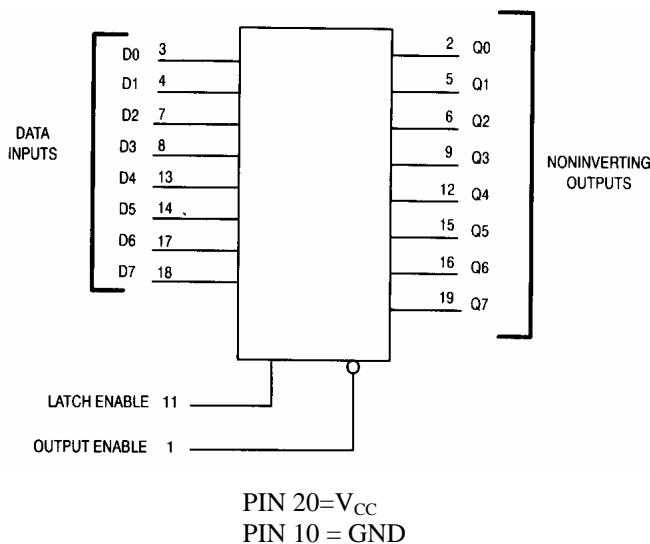 D0 3
D1 4
D2 7
D3 8
D4 13
D5 14
D6 17
D7 18
DATA
INPUTS
2 Q0
5 Q1
6 Q2
9 Q3
12 Q4
15 Q5
16 Q6
19 Q7
NONINVERTING
OUTPUTS
LATCH ENABLE 11
OUTPUT ENABLE 1
PIN 20=VCC
PIN 10 = GND